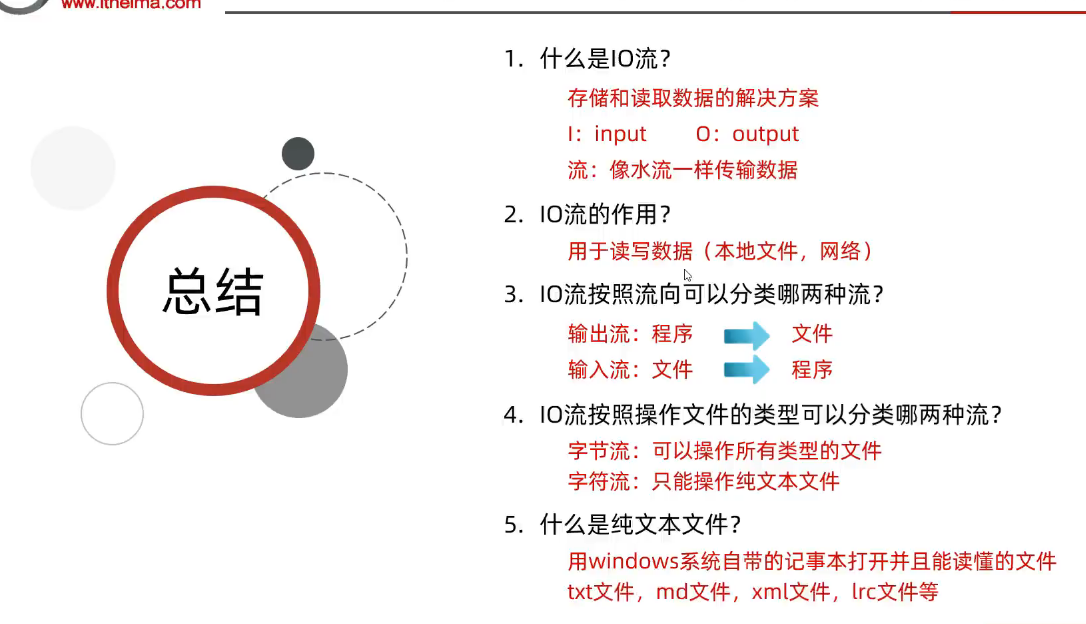 www.itheima.com
总结
1. 什么是IO流？
存储和读取数据的解决方案
I：input O：output
流：像水流一样传输数据
2. IO流的作用？
用于读写数据（本地文件，网络）
3. IO流按照流向可以分类哪两种流？
输出流：程序 文件
输入流：文件 程序
4. IO流按照操作文件的类型可以分类哪两种流？
字节流：可以操作所有类型的文件
字符流：只能操作纯文本文件
5. 什么是纯文本文件？
用windows系统自带的记事本打开并且能读懂的文件
txt文件，md文件，xml文件，lrc文件等